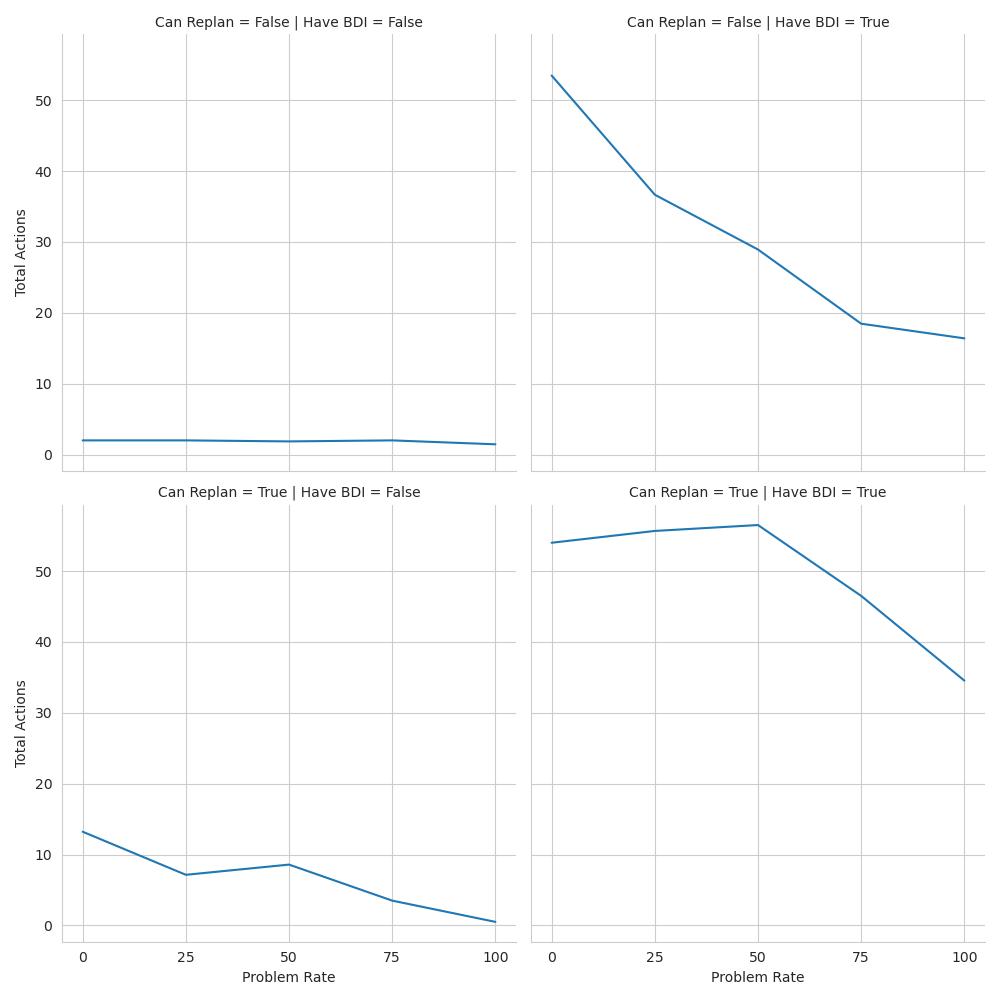 Can Replan = False | Have BDI = False
Can Replan = False | Have BDI = True
Total Actions
50
40
30
20
10
0
Can Replan = True | Have BDI = False
Can Replan = True | Have BDI = True
Total Actions
50
40
30
20
10
0
0 25 50 75 100
Problem Rate
0 25 50 75 100
Problem Rate